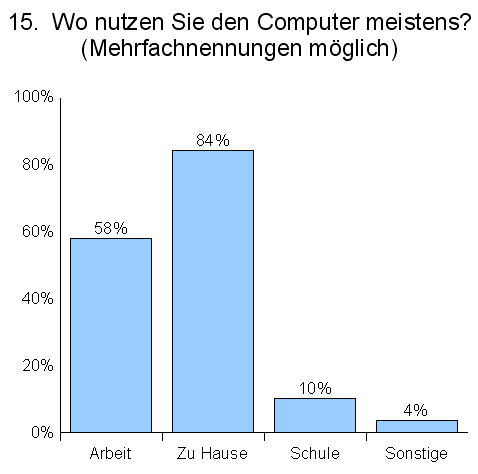 15. Wo nutzen Sie den Computer meistens?
(Mehrfachnennungen möglich)
100%
80%
60%
40%
20%
0%
58%
84%
10%
4%
Arbeit
Zu Hause
Schule
Sonstige